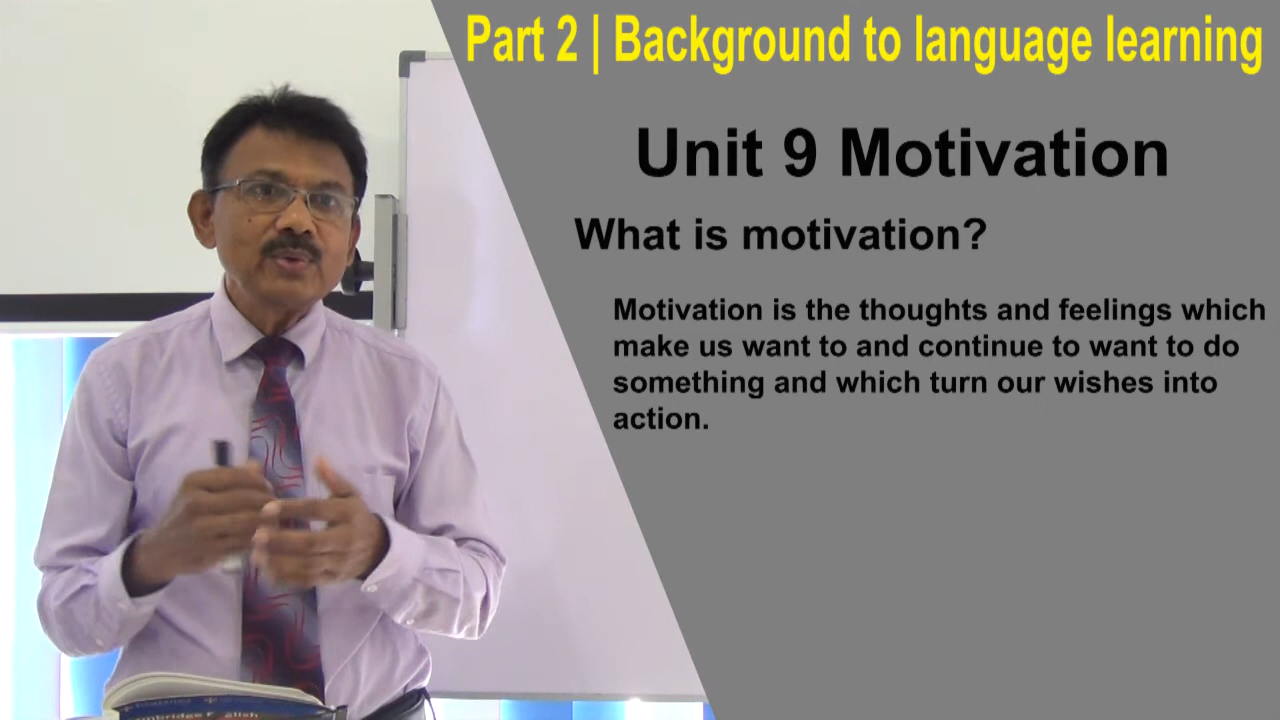 Part 2 | Background to language learning
Unit 9 Motivation
What is motivation?
Motivation is the thoughts and feelings which
make us want to and continue to want to do
something and which turn our wishes into
action.